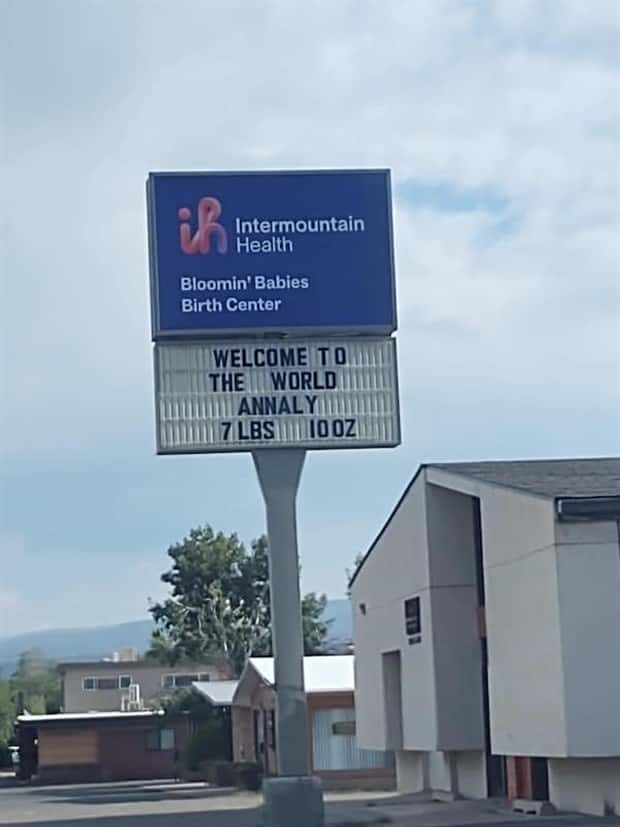 ih Intermountain
Health
Bloomin' Babies
Birth Center
WELCOME TO
THE WORLD
ANNALY
7 LBS 10 OZ